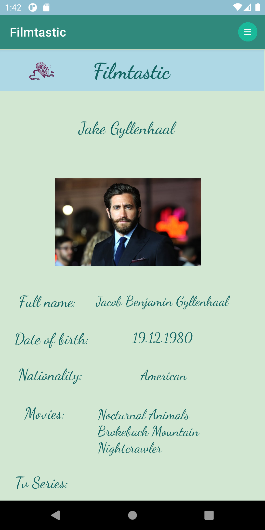 1:42
Filmtastic
Filmtastic
Jake Gyllenhaal
Full name: Jacob Benjamin Gyllenhaal
Date of birth: 19.12.1980
Nationality: American
Movies: Nocturnal Animals
Brokeback Mountain
Nightcrawler
Tv Series: